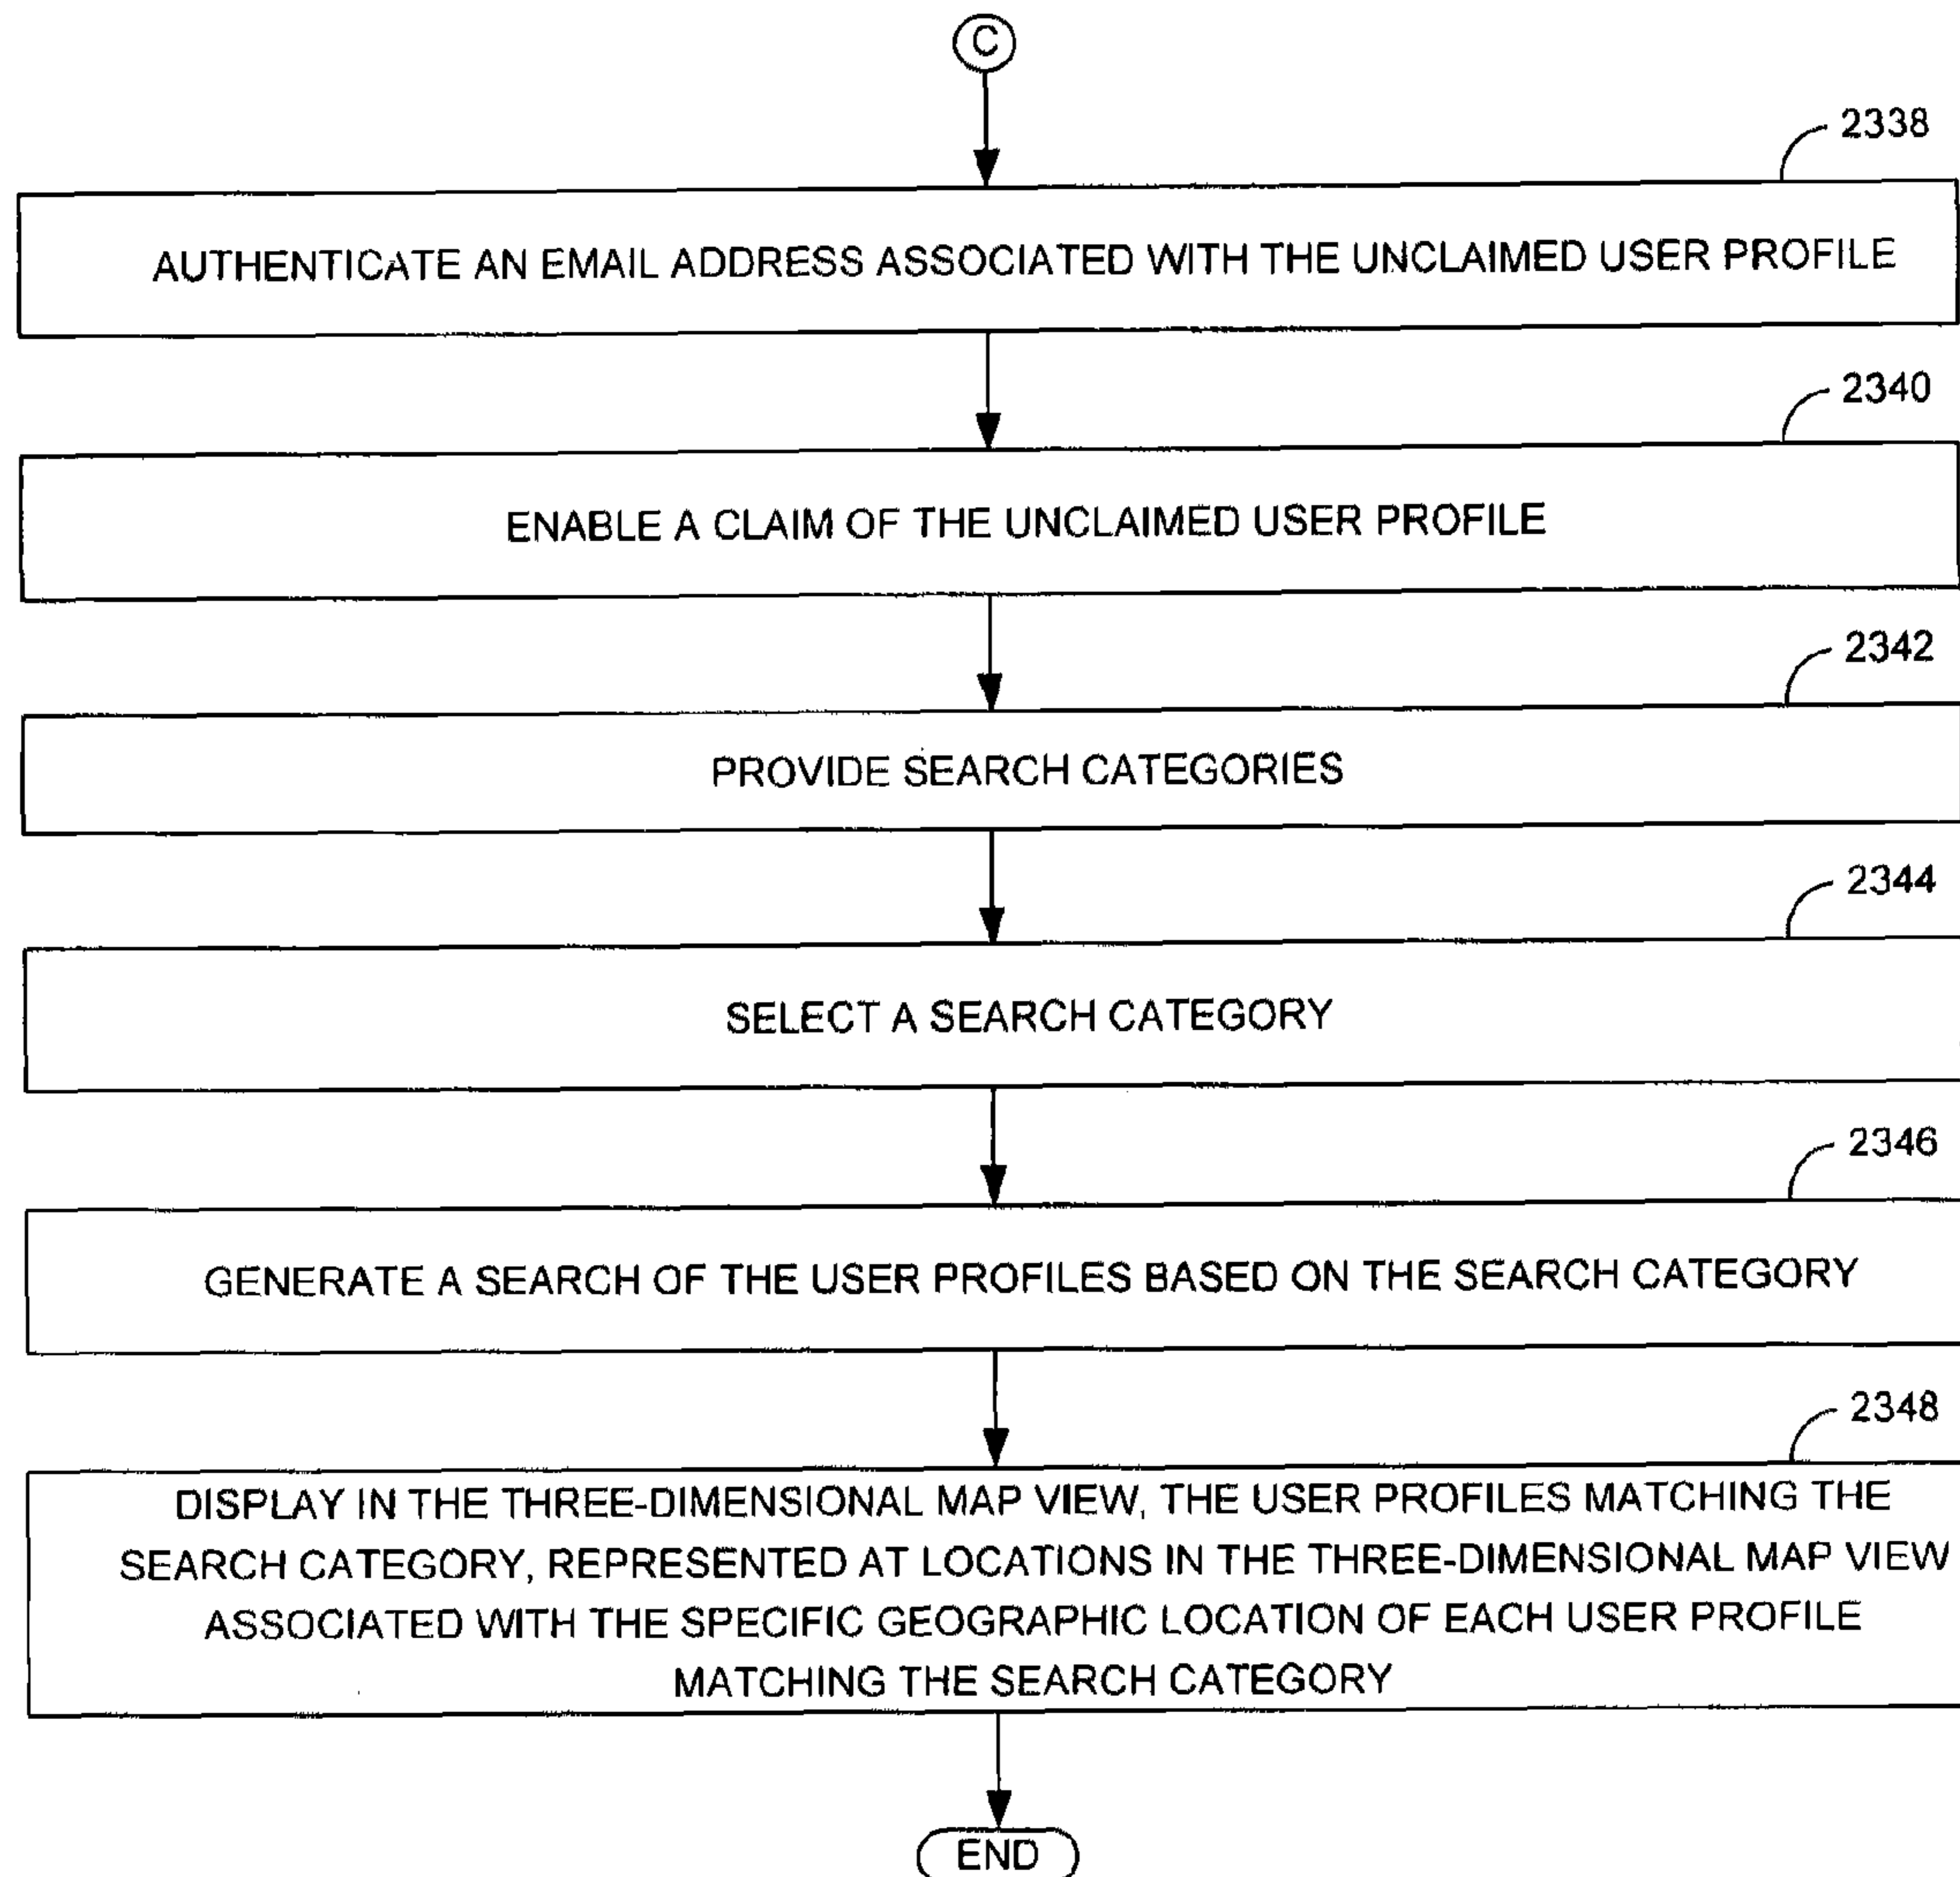 C
2338
AUTHENTICATE AN EMAIL ADDRESS ASSOCIATED WITH THE UNCLAIMED USER PROFILE
2340
ENABLE A CLAIM OF THE UNCLAIMED USER PROFILE
2342
PROVIDE SEARCH CATEGORIES
2344
SELECT A SEARCH CATEGORY
2346
GENERATE A SEARCH OF THE USER PROFILES BASED ON THE SEARCH CATEGORY
2348
DISPLAY IN THE THREE-DIMENSIONAL MAP VIEW, THE USER PROFILES MATCHING THE
SEARCH CATEGORY, REPRESENTED AT LOCATIONS IN THE THREE-DIMENSIONAL MAP VIEW
ASSOCIATED WITH THE SPECIFIC GEOGRAPHIC LOCATION OF EACH USER PROFILE
MATCHING THE SEARCH CATEGORY
END